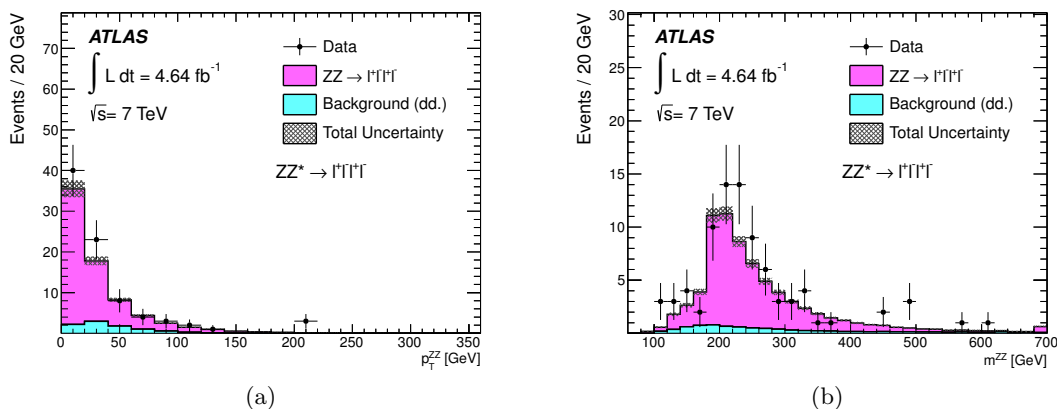 Events / 20 GeV
70
60
50
40
30
20
10
ATLAS
∫ L dt = 4.64 fb⁻¹
√s= 7 TeV
Data
ZZ → l⁺l⁻l⁺l⁻
Background (dd.)
Total Uncertainty
ZZ* → l⁺l⁻l⁺l⁻
0 50 100 150 200 250 300 350
p_T^ZZ [GeV]
(a)
Events / 20 GeV
30
25
20
15
10
5
ATLAS
∫ L dt = 4.64 fb⁻¹
√s= 7 TeV
Data
ZZ → l⁺l⁻l⁺l⁻
Background (dd.)
Total Uncertainty
ZZ* → l⁺l⁻l⁺l⁻
100 200 300 400 500 600 700
m^ZZ [GeV]
(b)